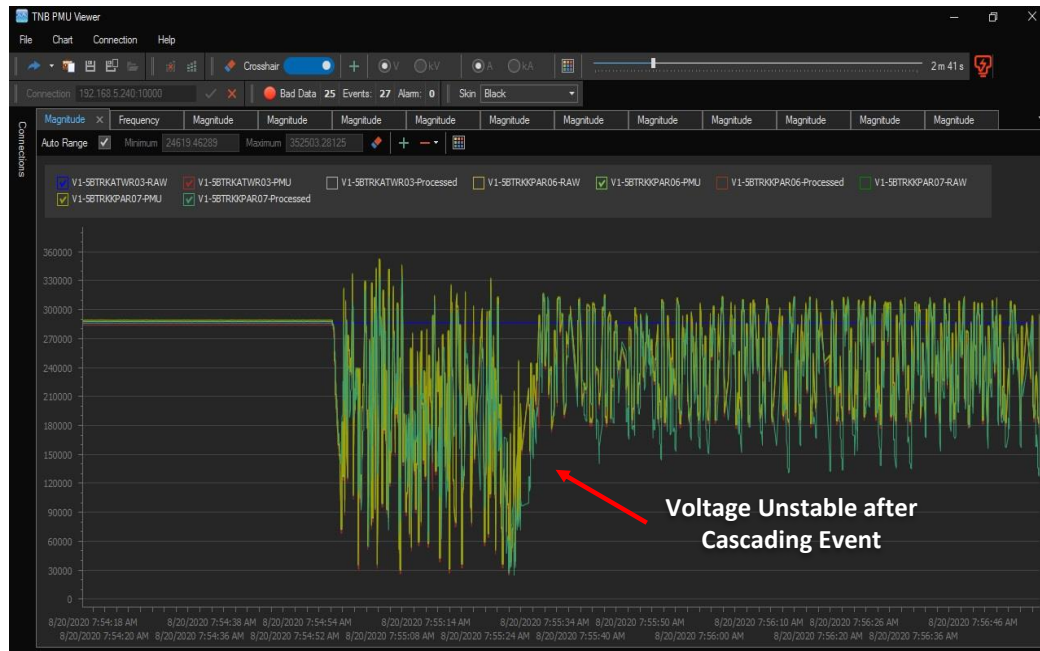 TNB PMU Viewer
File Chart Connection Help
Crosshair V kV A kA 2 m 41 s
Connection 192.168.5.240:10000 Bad Data 25 Events: 27 Alarm: 0 Skin Black
Connections
Magnitude Frequency Magnitude Magnitude Magnitude Magnitude Magnitude Magnitude Magnitude Magnitude Magnitude Magnitude Magnitude
Auto Range Minimum 24619.46289 Maximum 352503.28125
V1-5BTRKATWR03-RAW V1-5BTRKATWR03-PMU V1-5BTRKATWR03-Processed V1-5BTRKKPAR06-RAW V1-5BTRKKPAR06-PMU V1-5BTRKKPAR06-Processed V1-5BTRKKPAR07-RAW
V1-5BTRKKPAR07-PMU V1-5BTRKKPAR07-Processed
360000
330000
300000
270000
240000
210000
180000
150000
120000
90000
60000
30000
0
Voltage Unstable after
Cascading Event
8/20/2020 7:54:18 AM 8/20/2020 7:54:38 AM 8/20/2020 7:54:54 AM 8/20/2020 7:55:14 AM 8/20/2020 7:55:34 AM 8/20/2020 7:55:50 AM 8/20/2020 7:56:10 AM 8/20/2020 7:56:26 AM 8/20/2020 7:56:46 AM
8/20/2020 7:54:20 AM 8/20/2020 7:54:36 AM 8/20/2020 7:54:52 AM 8/20/2020 7:55:08 AM 8/20/2020 7:55:24 AM 8/20/2020 7:55:40 AM 8/20/2020 7:56:00 AM 8/20/2020 7:56:20 AM 8/20/2020 7:56:36 AM